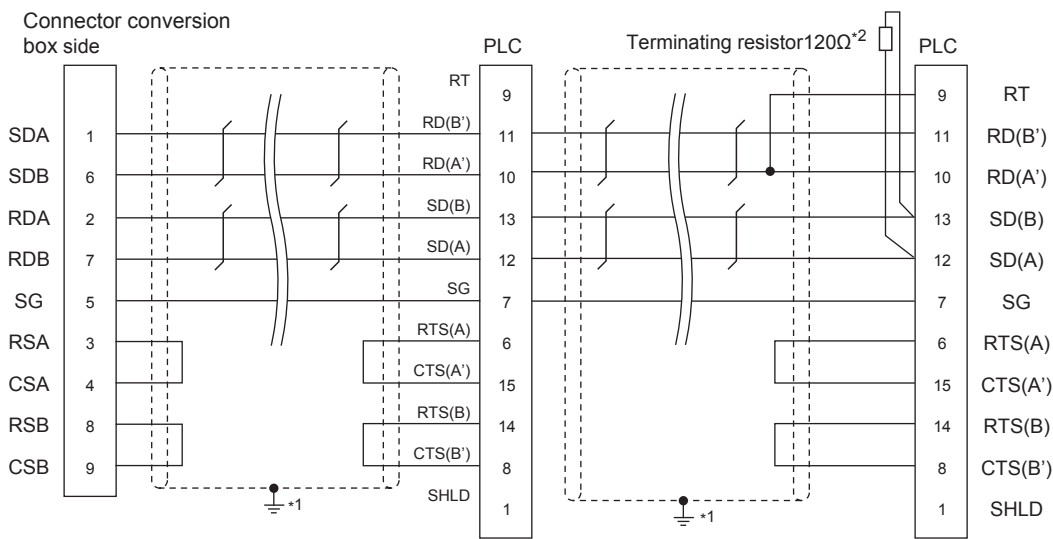 Connector conversion
box side
PLC
Terminating resistor120Ω*2
PLC
RT
9
9
RT
SDA
1
RD(B’)
11
11
RD(B’)
SDB
6
RD(A’)
10
10
RD(A’)
RDA
2
SD(B)
13
13
SD(B)
RDB
7
SD(A)
12
12
SD(A)
SG
5
SG
7
7
SG
RSA
3
RTS(A)
6
6
RTS(A)
CSA
4
CTS(A’)
15
15
CTS(A’)
RSB
8
RTS(B)
14
14
RTS(B)
CSB
9
CTS(B’)
8
8
CTS(B’)
*1
SHLD
1
*1
1
SHLD